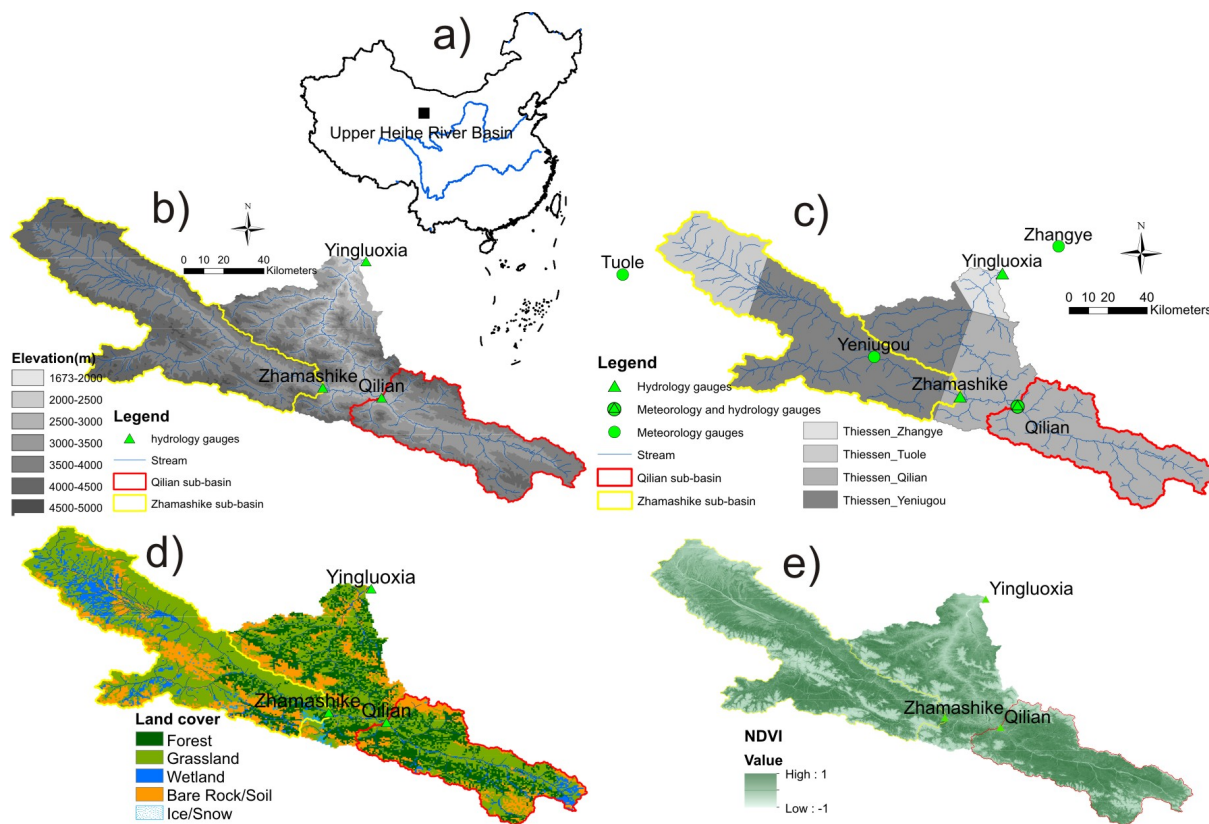 a)
Upper Heihe River Basin
b)
N
0 10 20 40
Kilometers
Yingluoxia
Zhamashike
Qilian
Elevation(m)
1673-2000
2000-2500
2500-3000
3000-3500
3500-4000
4000-4500
4500-5000
Legend
hydrology gauges
Stream
Qilian sub-basin
Zhamashike sub-basin
c)
Tuole
Zhangye
N
Yingluoxia
0 10 20 40
Kilometers
Yeniugou
Zhamashike
Qilian
Legend
Hydrology gauges
Meteorology and hydrology gauges
Meteorology gauges
Stream
Qilian sub-basin
Zhamashike sub-basin
Thiessen_Zhangye
Thiessen_Tuole
Thiessen_Qilian
Thiessen_Yeniugou
d)
Yingluoxia
Zhamashike
Qilian
Land cover
Forest
Grassland
Wetland
Bare Rock/Soil
Ice/Snow
e)
Yingluoxia
Zhamashike
Qilian
NDVI
Value
High : 1
Low : -1